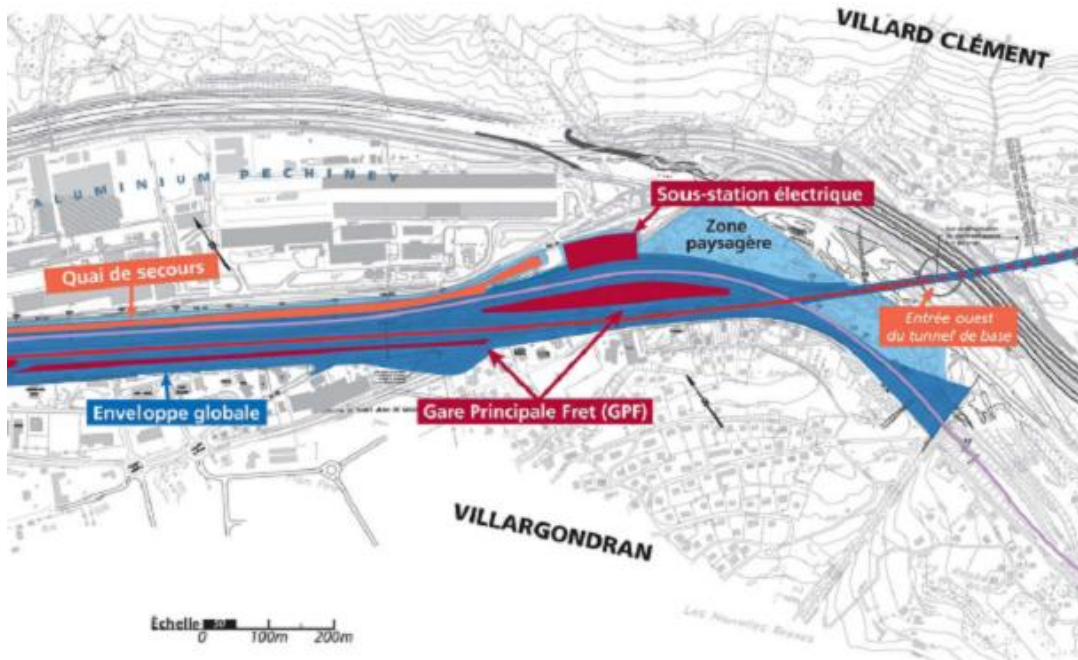 VILLARD CLÉMENT
ALUMINIUM PECHINEY
Sous-station électrique
Zone
paysagère
Quai de secours
Entrée ouest
du tunnel de base
Enveloppe globale
Gare Principale Fret (GPF)
VILLARGONDRAN
Échelle 50
0 100m 200m